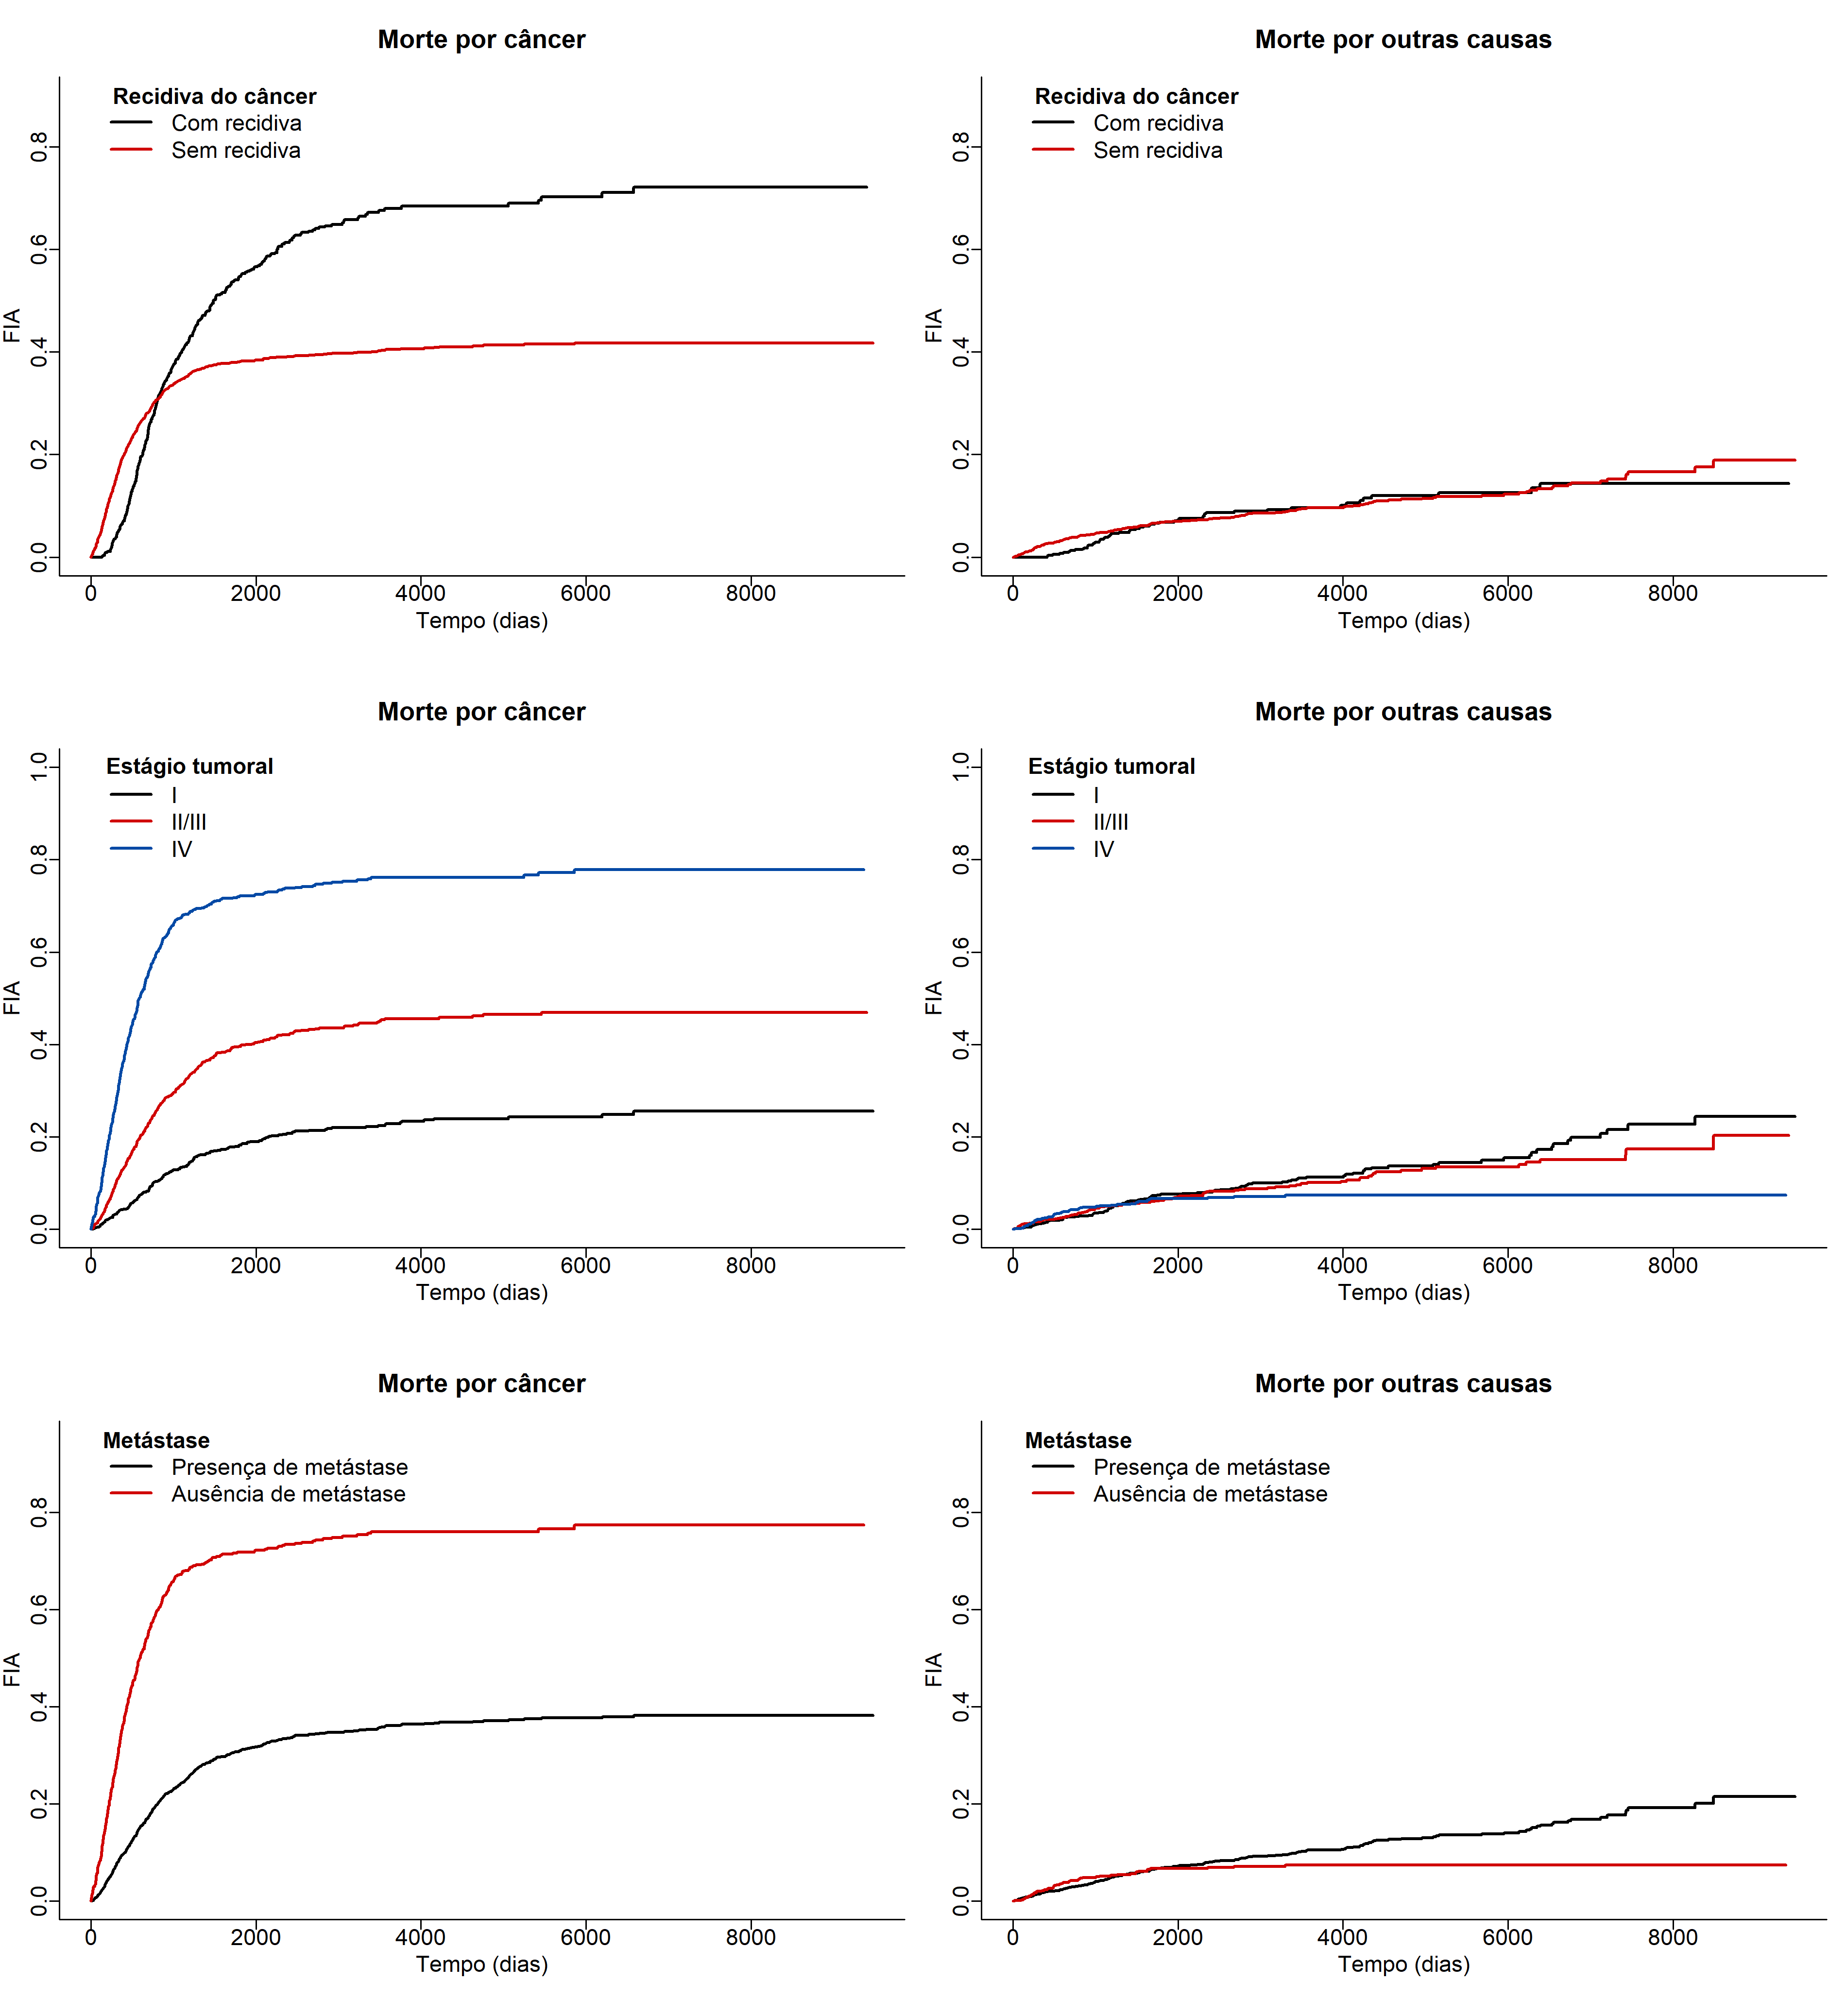 Morte por câncer
Recidiva do câncer
Com recidiva
Sem recidiva
FIA
0.0
0.2
0.4
0.6
0.8
0
2000
4000
6000
8000
Tempo (dias)
Morte por outras causas
Recidiva do câncer
Com recidiva
Sem recidiva
FIA
0.0
0.2
0.4
0.6
0.8
0
2000
4000
6000
8000
Tempo (dias)
Morte por câncer
Estágio tumoral
I
II/III
IV
FIA
0.0
0.2
0.4
0.6
0.8
1.0
0
2000
4000
6000
8000
Tempo (dias)
Morte por outras causas
Estágio tumoral
I
II/III
IV
FIA
0.0
0.2
0.4
0.6
0.8
1.0
0
2000
4000
6000
8000
Tempo (dias)
Morte por câncer
Metástase
Presença de metástase
Ausência de metástase
FIA
0.0
0.2
0.4
0.6
0.8
0
2000
4000
6000
8000
Tempo (dias)
Morte por outras causas
Metástase
Presença de metástase
Ausência de metástase
FIA
0.0
0.2
0.4
0.6
0.8
0
2000
4000
6000
8000
Tempo (dias)